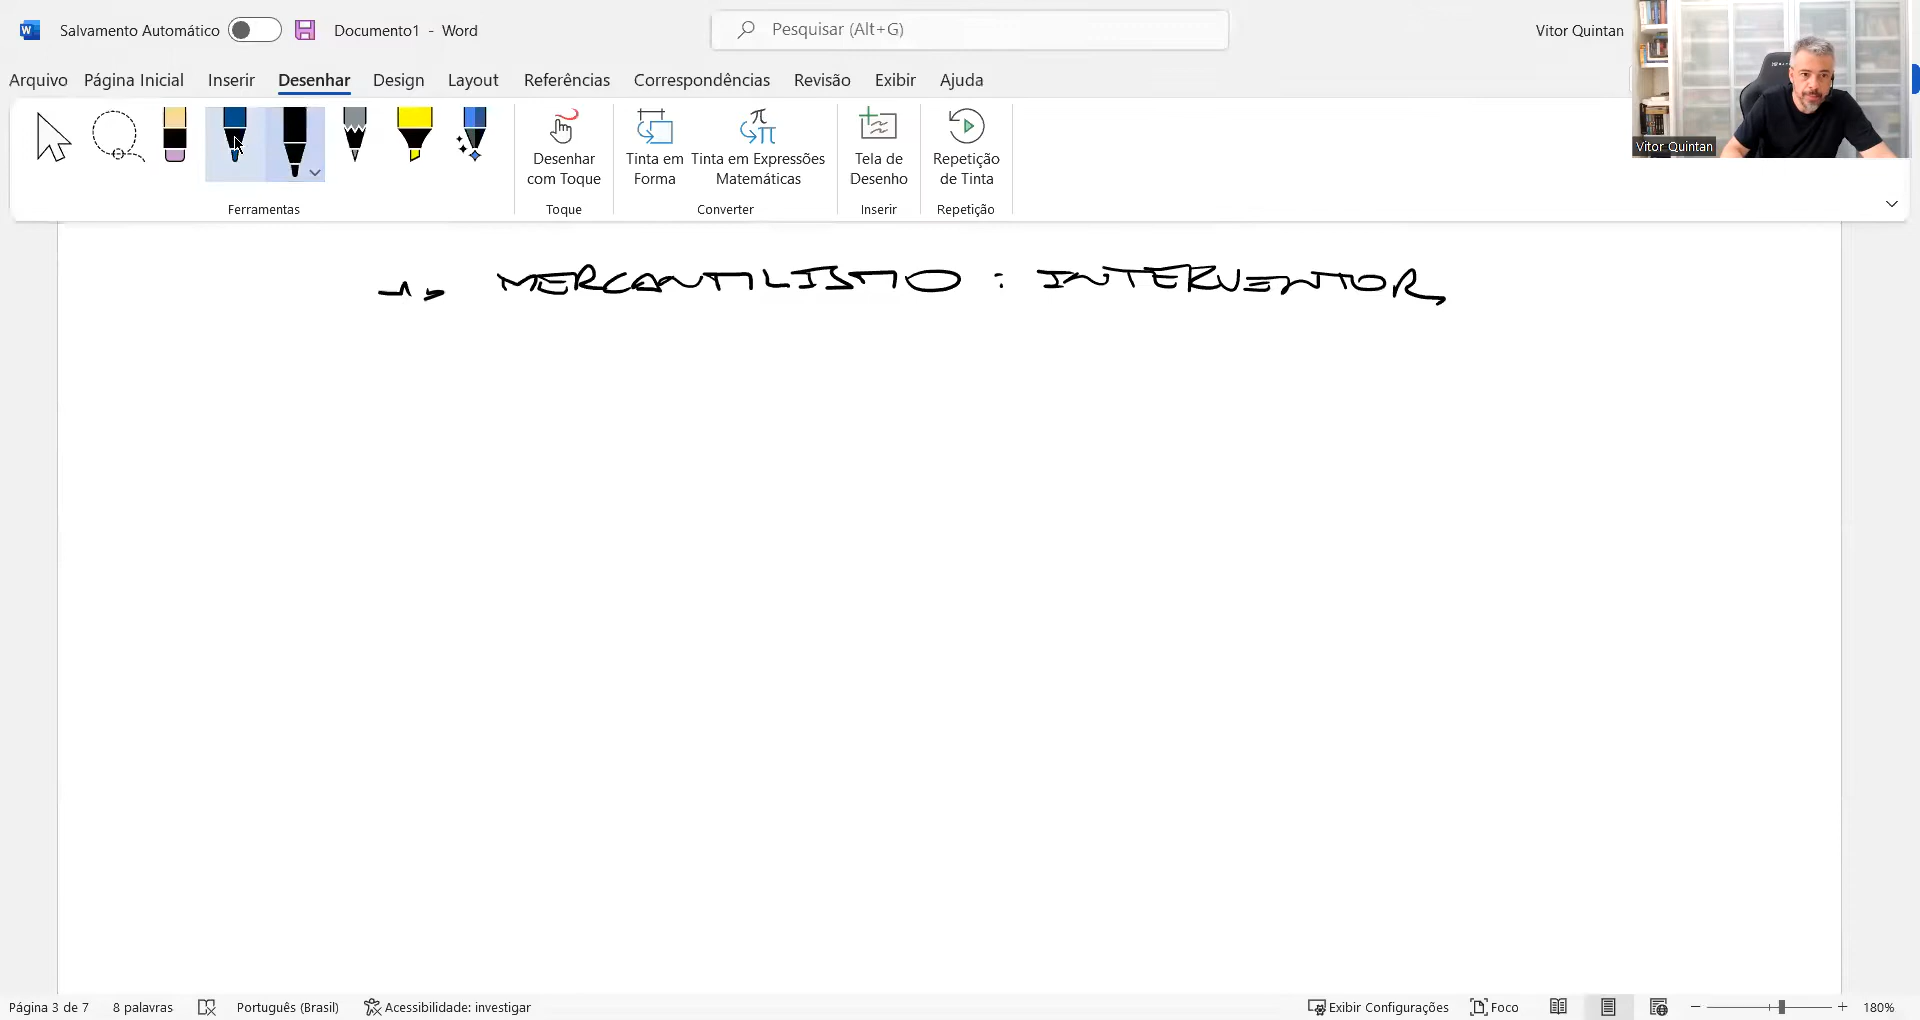 Salvamento Automático Documento1 - Word Pesquisar (Alt+G) Vitor Quintan
Arquivo Página Inicial Inserir Desenhar Design Layout Referências Correspondências Revisão Exibir Ajuda
Desenhar com Toque
Tinta em Forma
Tinta em Expressões Matemáticas
Tela de Desenho
Repetição de Tinta
Ferramentas Toque Converter Inserir Repetição
Vitor Quintan
MERCANTILISMO : INTERVENTOR
Página 3 de 7 8 palavras Português (Brasil) Acessibilidade: investigar Exibir Configurações Foco 180%